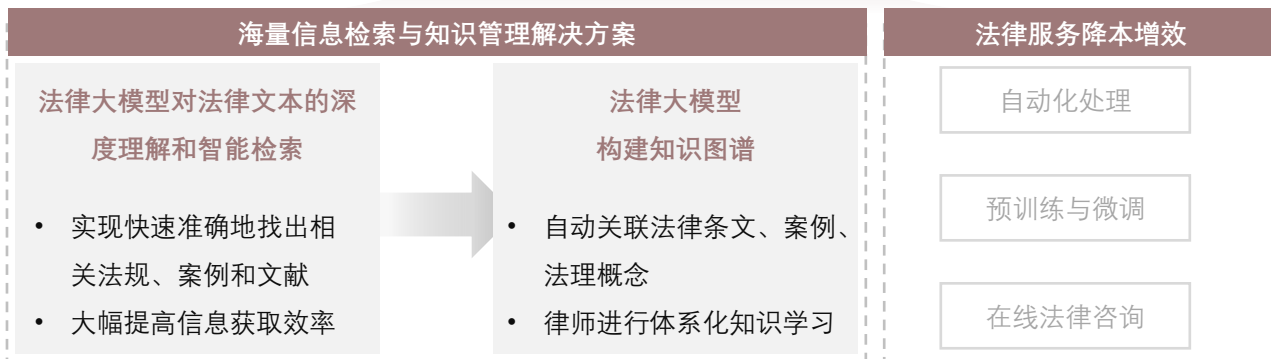 海量信息检索与知识管理解决方案
法律大模型对法律文本的深
度理解和智能检索
• 实现快速准确地找出相
关法规、案例和文献
• 大幅提高信息获取效率
法律大模型
构建知识图谱
• 自动关联法律条文、案例、
法理概念
• 律师进行体系化知识学习
法律服务降本增效
自动化处理
预训练与微调
在线法律咨询